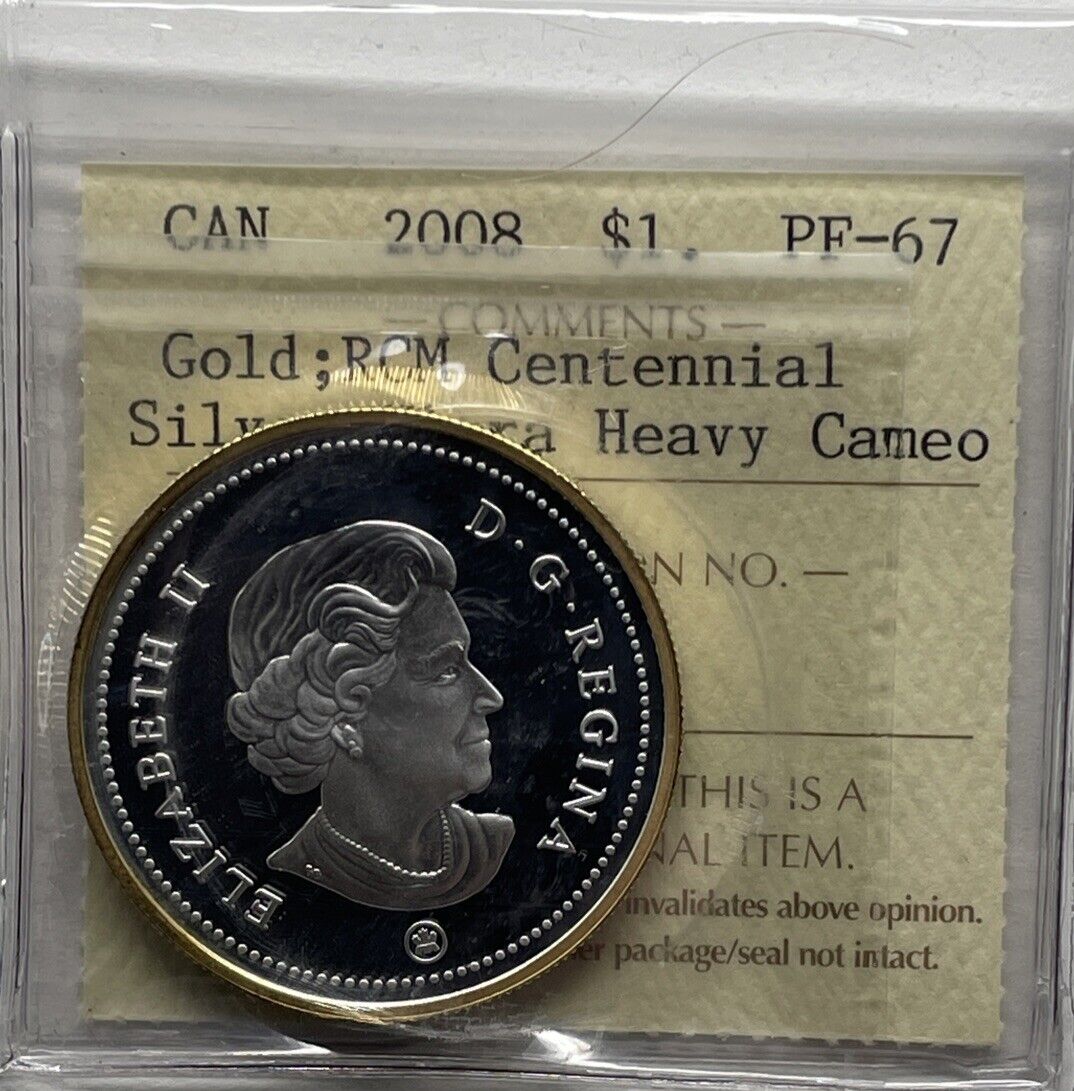 CAN 2008 $1. PF-67
— COMMENTS —
Gold;RCM Centennial
Heavy Cameo
NO. —
THIS IS A
ITEM.
invalidates above opinion.
package/seal not intact.
ELIZABETH II D·G·REGINA